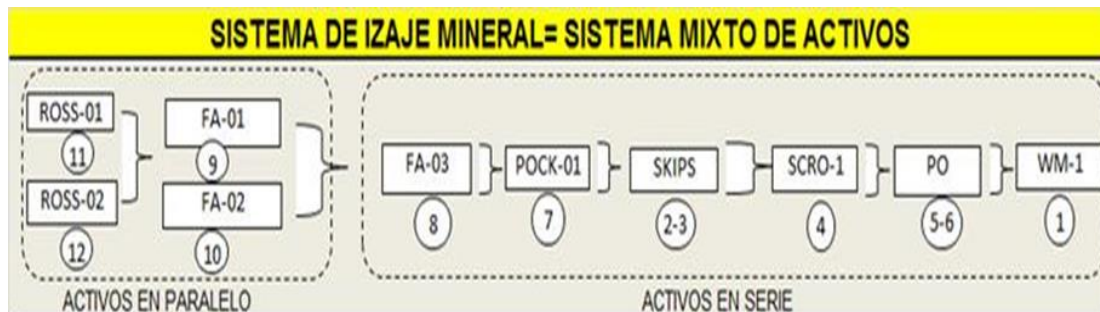 SISTEMA DE IZAJE MINERAL= SISTEMA MIXTO DE ACTIVOS
ROSS-01
11
ROSS-02
12
FA-01
9
FA-02
10
ACTIVOS EN PARALELO
FA-03
8
POCK-01
7
SKIPS
2-3
SCRO-1
4
PO
5-6
WM-1
1
ACTIVOS EN SERIE